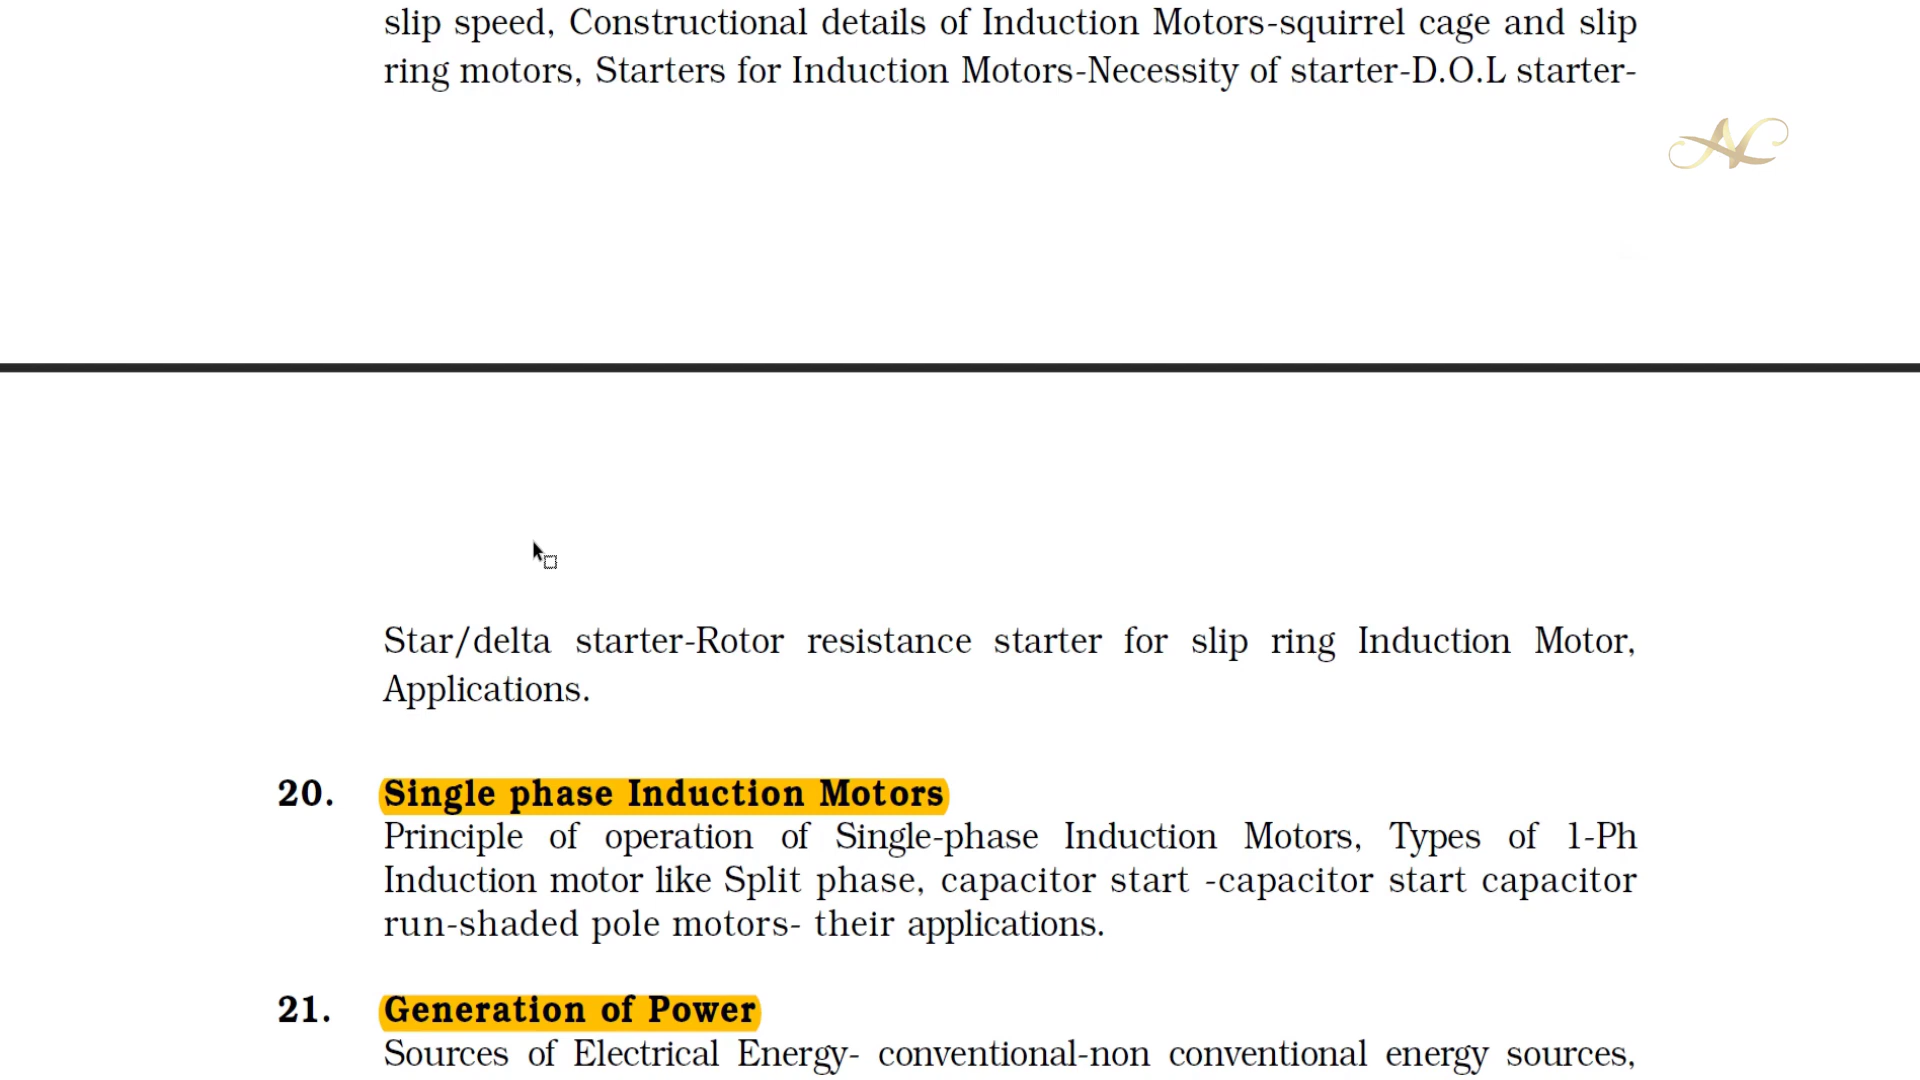 slip speed, Constructional details of Induction Motors-squirrel cage and slip
ring motors, Starters for Induction Motors-Necessity of starter-D.O.L starter-
AC
Star/delta starter-Rotor resistance starter for slip ring Induction Motor,
Applications.
20. Single phase Induction Motors
Principle of operation of Single-phase Induction Motors, Types of 1-Ph
Induction motor like Split phase, capacitor start -capacitor start capacitor
run-shaded pole motors- their applications.
21. Generation of Power
Sources of Electrical Energy- conventional-non conventional energy sources,